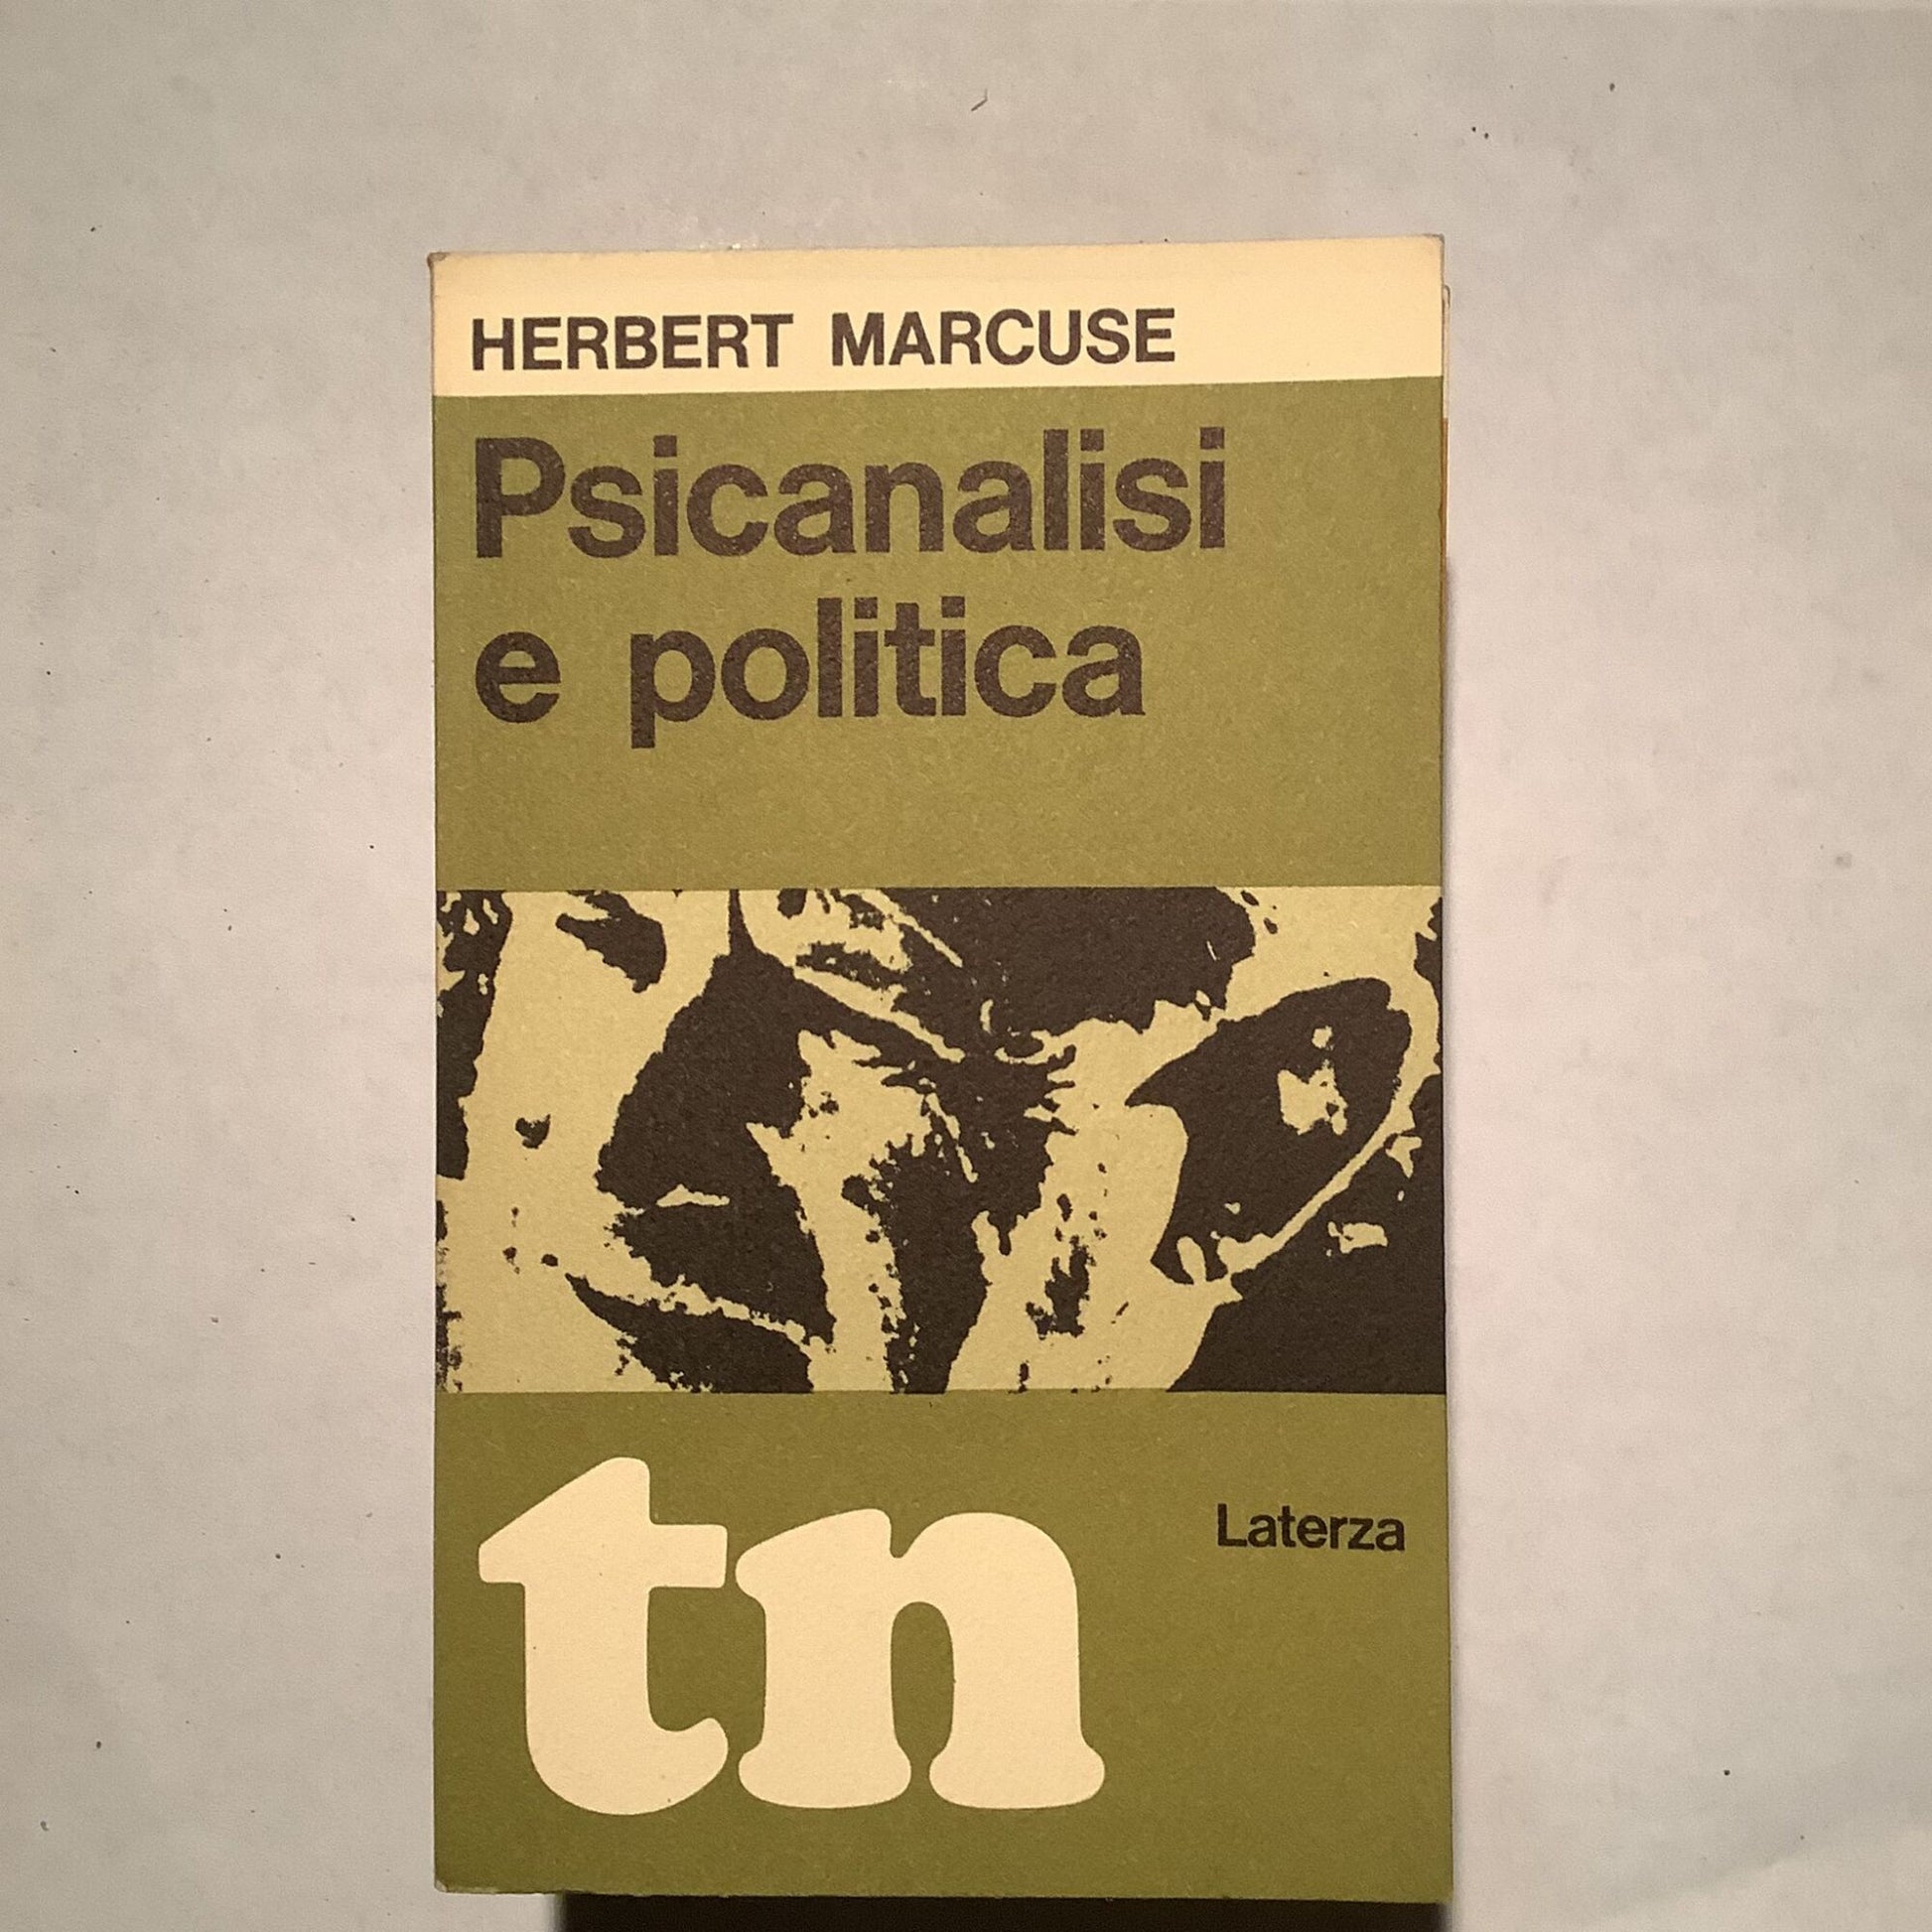 HERBERT MARCUSE
Psicanalisi
e politica
tn
Laterza